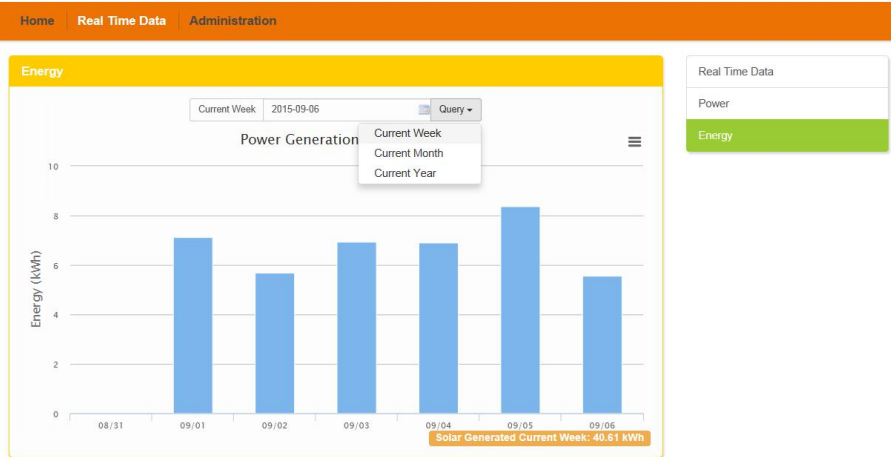 Home Real Time Data Administration
Energy
Current Week 2015-09-06 Query
Power Generation
Current Week
Current Month
Current Year
Energy (kWh)
10
8
6
4
2
0
08/31 09/01 09/02 09/03 09/04 09/05 09/06
Solar Generated Current Week: 40.61 kWh
Real Time Data
Power
Energy